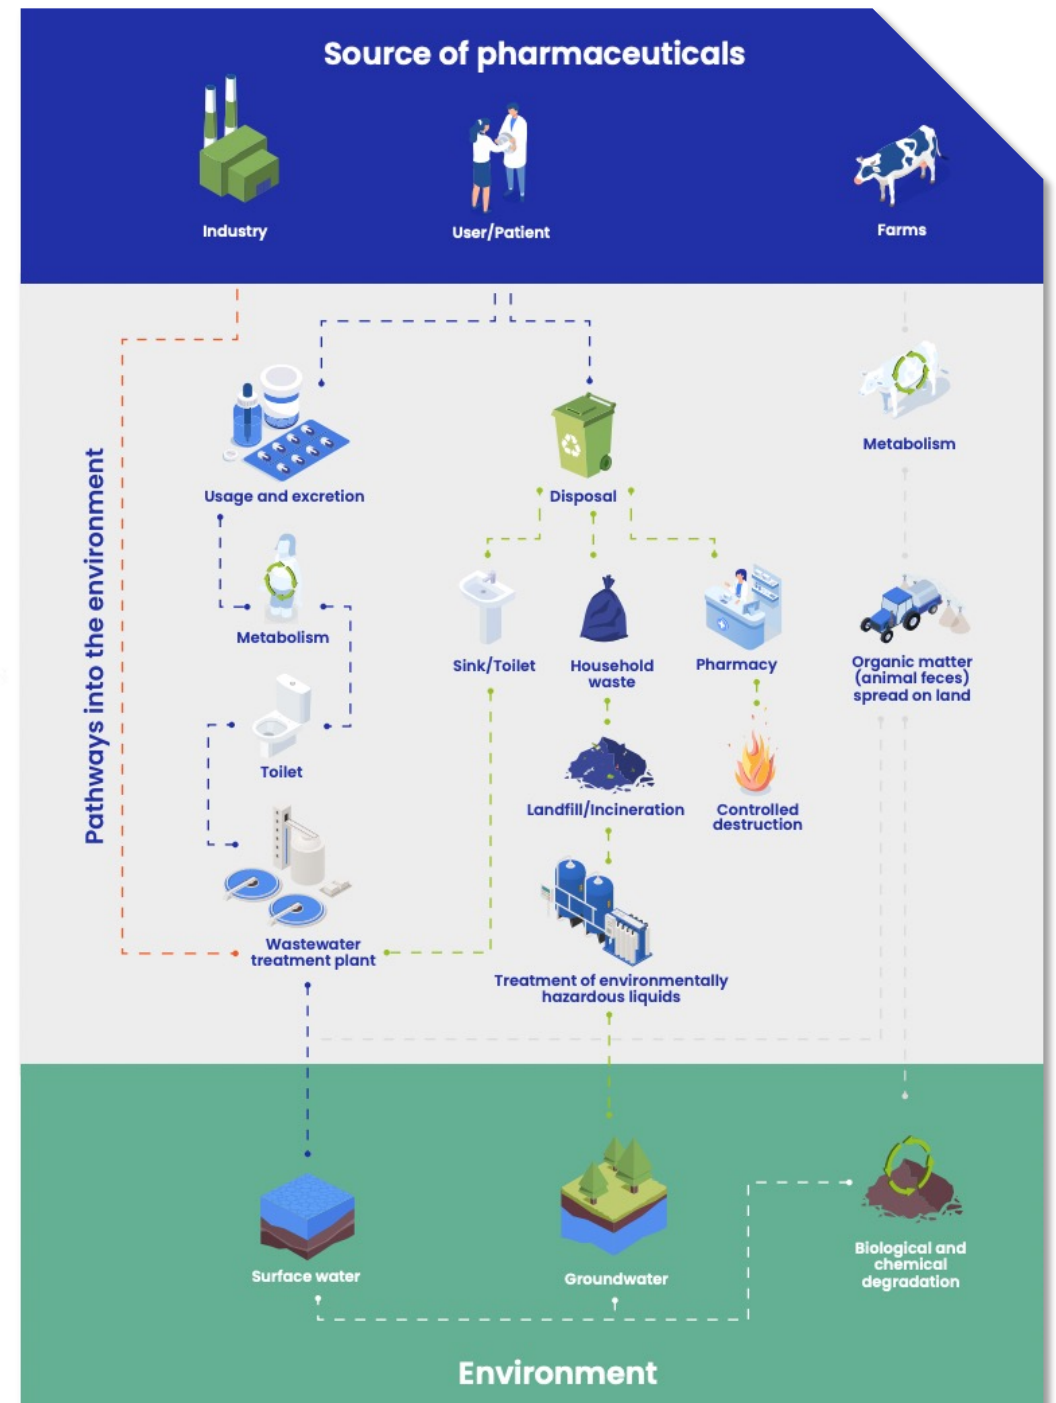 Source of pharmaceuticals
Industry
User/Patient
Farms
Pathways into the environment
Usage and excretion
Disposal
Metabolism
Metabolism
Sink/Toilet
Household
waste
Pharmacy
Organic matter
(animal feces)
spread on land
Toilet
Landfill/Incineration
Controlled
destruction
Wastewater
treatment plant
Treatment of environmentally
hazardous liquids
Surface water
Groundwater
Biological and
chemical
degradation
Environment